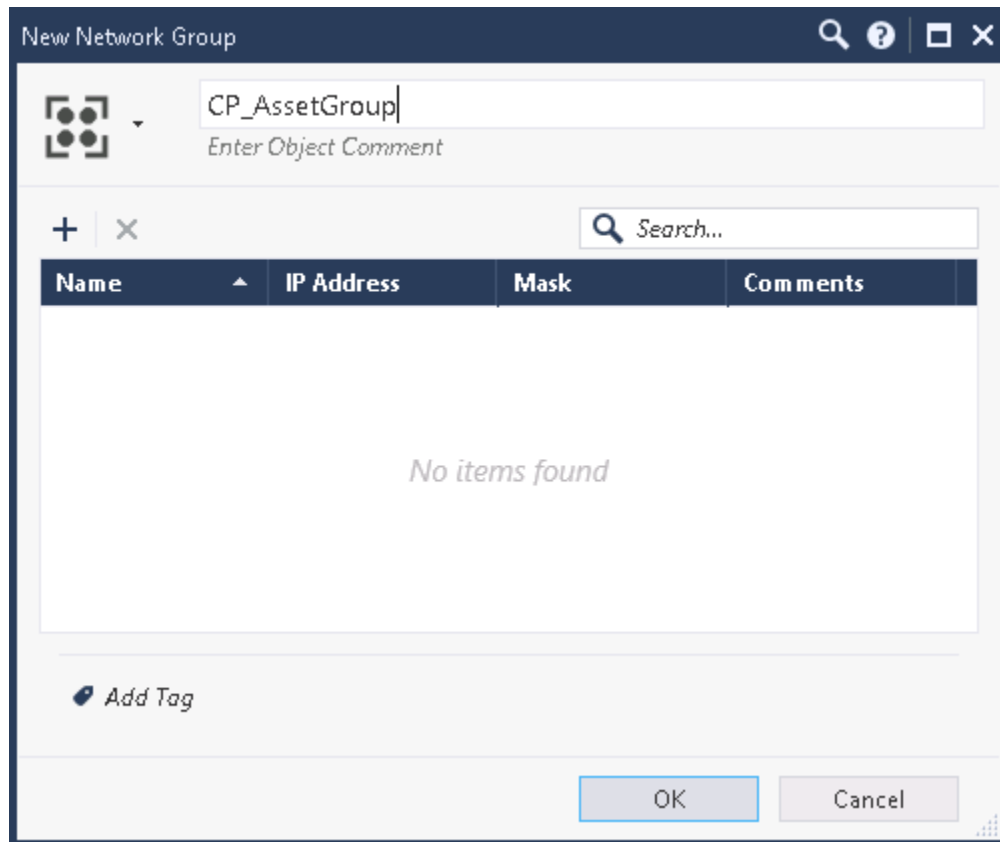 New Network Group
CP_AssetGroup
Enter Object Comment
Search...
Name IP Address Mask Comments
No items found
Add Tag
OK Cancel